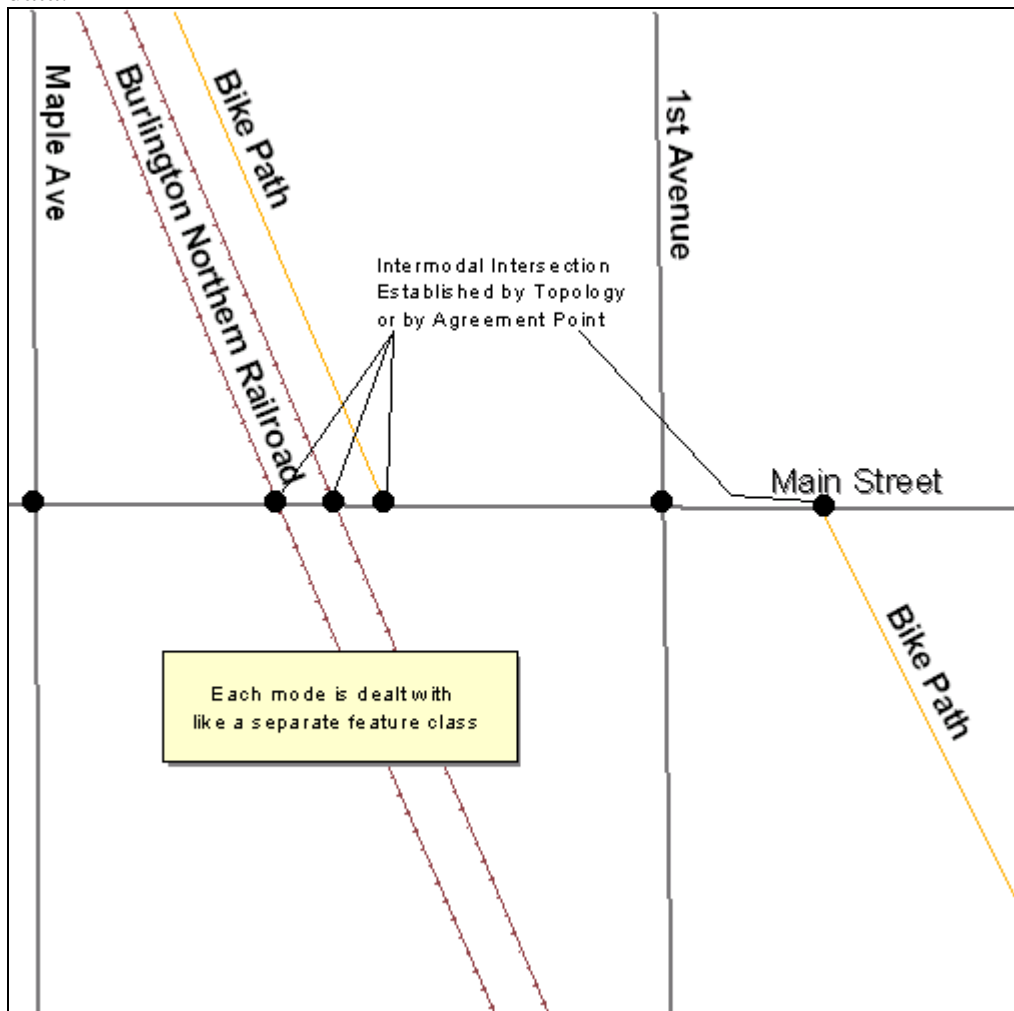 Maple Ave
Burlington Northern Railroad
Bike Path
1st Avenue
Intermodal Intersection
Established by Topology
or by Agreement Point
Main Street
Each mode is dealt with
like a separate feature class
Bike Path